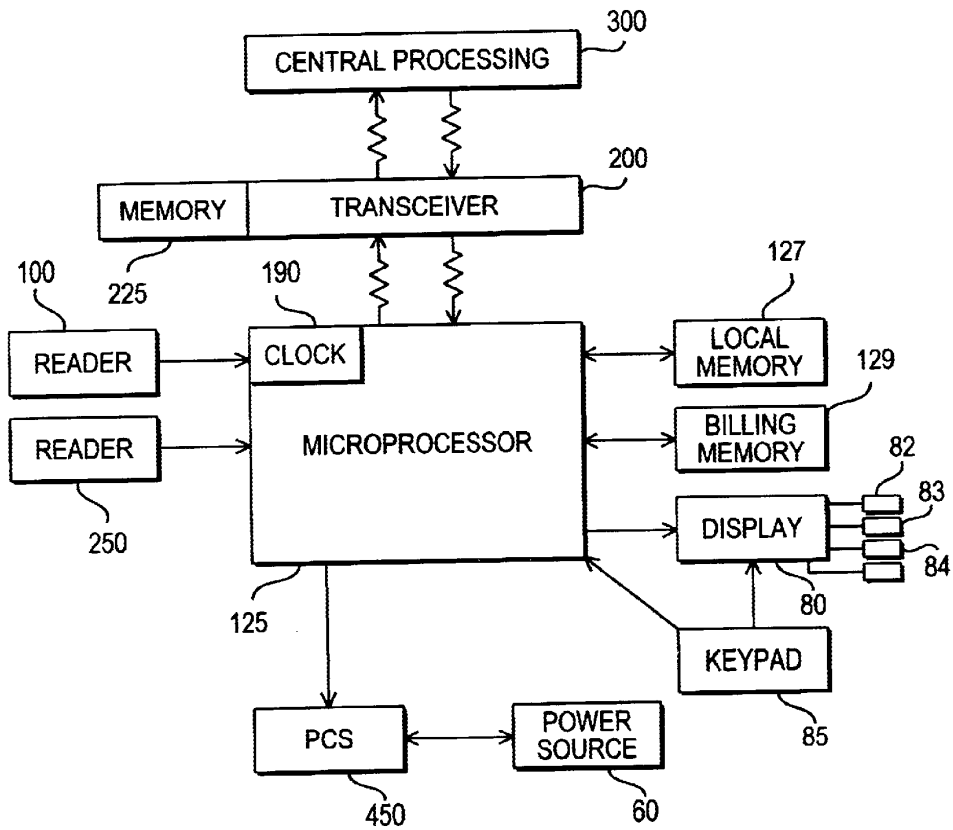 300
CENTRAL PROCESSING
200
MEMORY
TRANSCEIVER
225
100
190
127
READER
CLOCK
LOCAL
MEMORY
129
READER
MICROPROCESSOR
BILLING
MEMORY
82
83
250
DISPLAY
84
125
80
KEYPAD
PCS
POWER
SOURCE
85
450
60